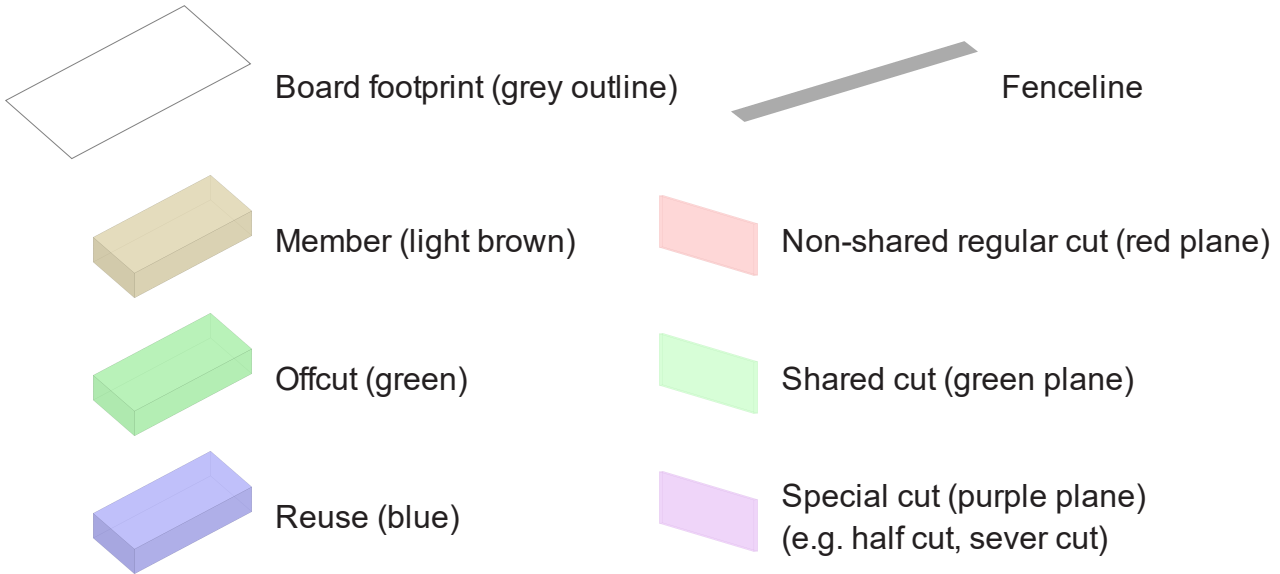 Board footprint (grey outline)
Fenceline
Member (light brown)
Non-shared regular cut (red plane)
Offcut (green)
Shared cut (green plane)
Reuse (blue)
Special cut (purple plane)
(e.g. half cut, sever cut)